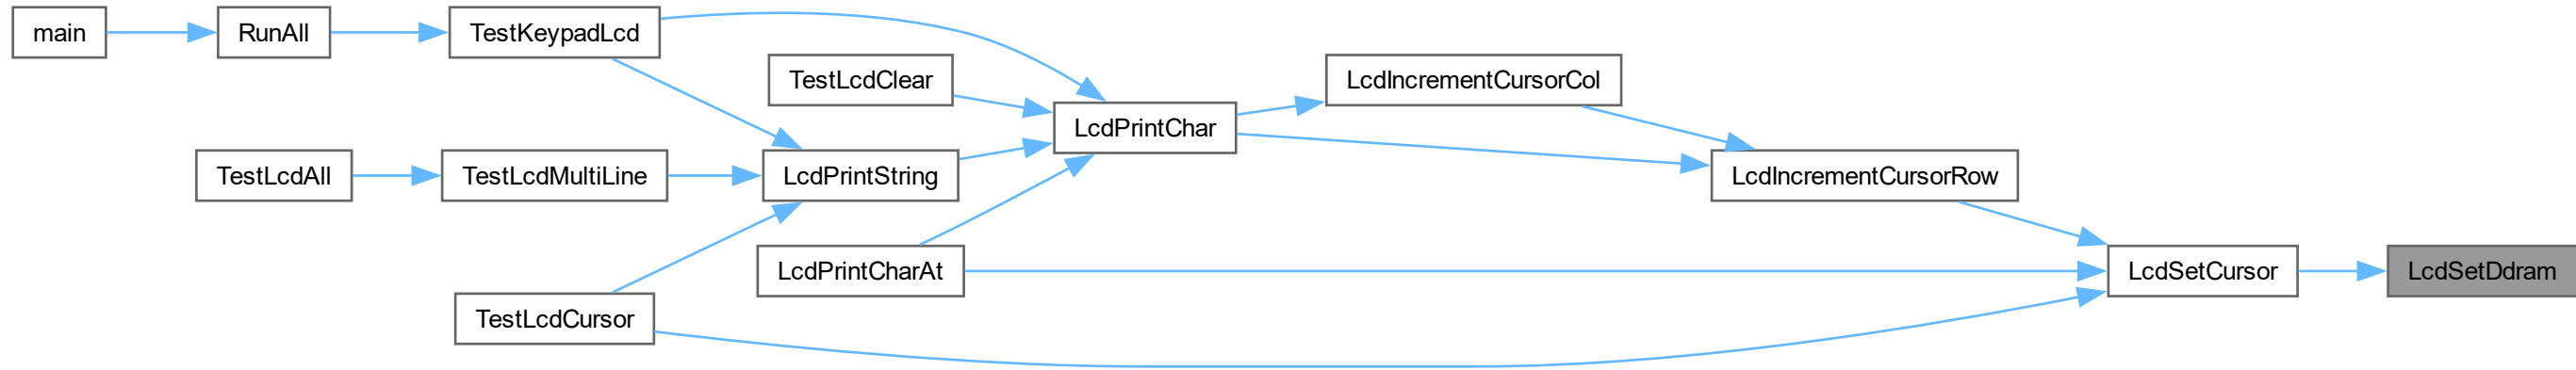 main
RunAll
TestKeypadLcd
TestLcdClear
LcdIncrementCursorCol
LcdPrintChar
TestLcdAll
TestLcdMultiLine
LcdPrintString
LcdIncrementCursorRow
LcdPrintCharAt
LcdSetCursor
LcdSetDdram
TestLcdCursor